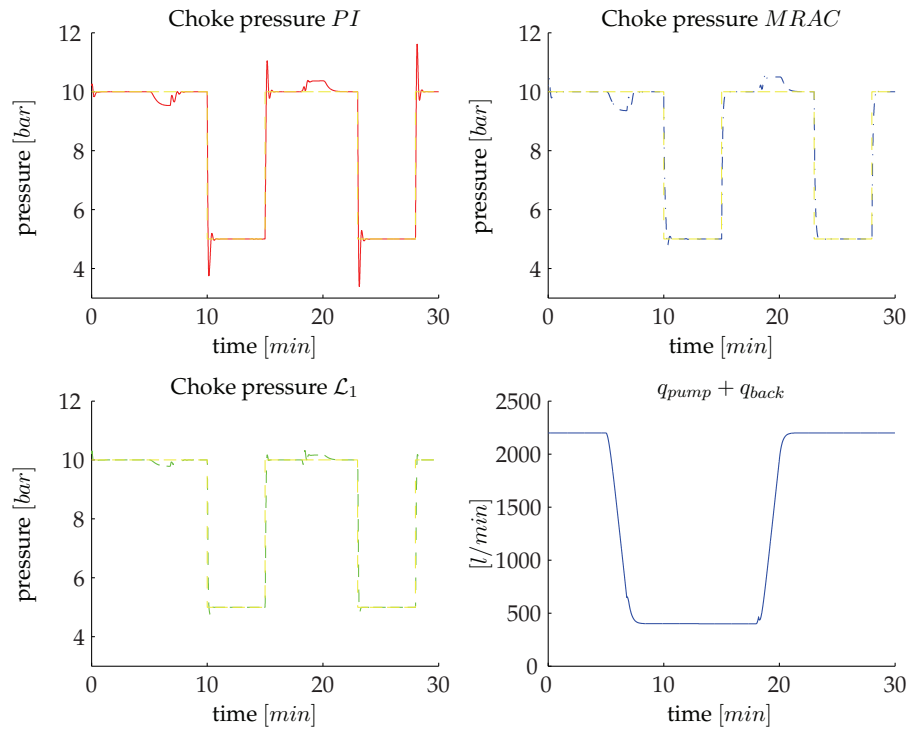 Choke pressure PI
12
10
8
6
4
pressure [bar]
0 10 20 30
time [min]
Choke pressure MRAC
12
10
8
6
4
pressure [bar]
0 10 20 30
time [min]
Choke pressure ℒ₁
12
10
8
6
4
pressure [bar]
0 10 20 30
time [min]
q_pump + q_back
2500
2000
1500
1000
500
0
[l/min]
0 10 20 30
time [min]